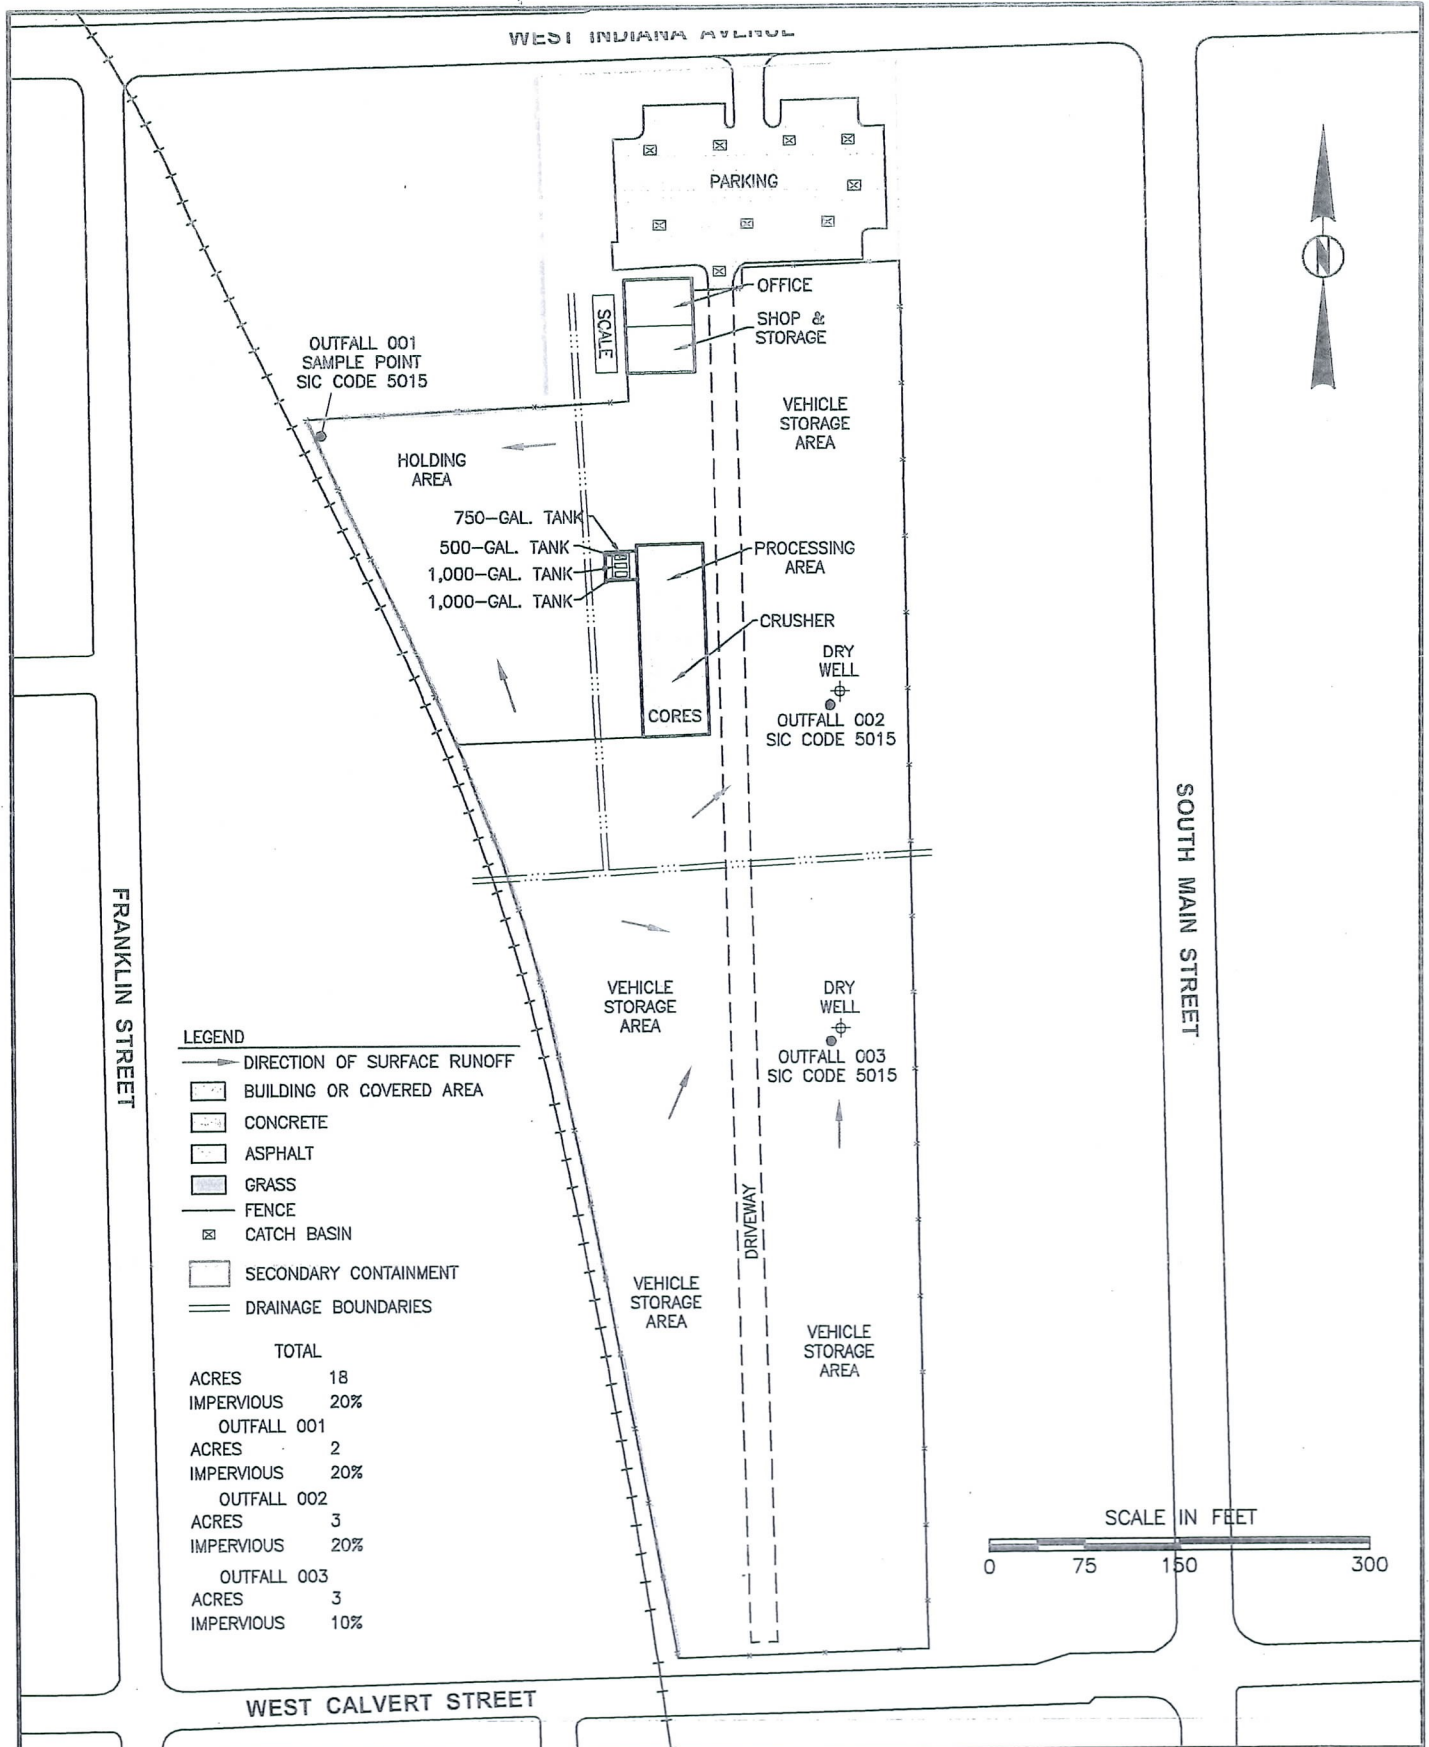 WEST INDIANA AVENUE
PARKING
N
OFFICE
SHOP &
STORAGE
SCALE
OUTFALL 001
SAMPLE POINT
SIC CODE 5015
VEHICLE
STORAGE
AREA
HOLDING
AREA
750-GAL. TANK
500-GAL. TANK
1,000-GAL. TANK
1,000-GAL. TANK
PROCESSING
AREA
CRUSHER
DRY
WELL
OUTFALL 002
SIC CODE 5015
CORES
SOUTH MAIN STREET
FRANKLIN STREET
VEHICLE
STORAGE
AREA
DRY
WELL
OUTFALL 003
SIC CODE 5015
LEGEND
DIRECTION OF SURFACE RUNOFF
BUILDING OR COVERED AREA
CONCRETE
ASPHALT
GRASS
FENCE
CATCH BASIN
SECONDARY CONTAINMENT
DRAINAGE BOUNDARIES
DRIVEWAY
VEHICLE
STORAGE
AREA
VEHICLE
STORAGE
AREA
TOTAL
ACRES 18
IMPERVIOUS 20%
OUTFALL 001
ACRES 2
IMPERVIOUS 20%
OUTFALL 002
ACRES 3
IMPERVIOUS 20%
OUTFALL 003
ACRES 3
IMPERVIOUS 10%
SCALE IN FEET
0 75 150 300
WEST CALVERT STREET